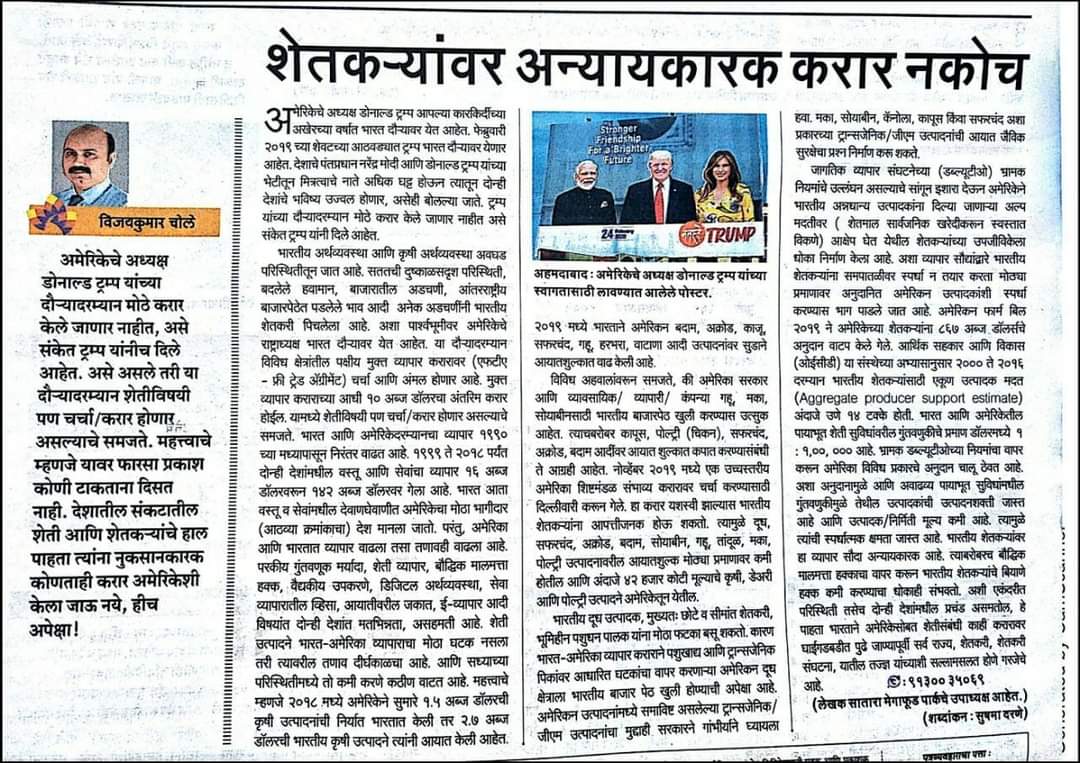 शेतकऱ्यांवर अन्यायकारक करार नकोच
विजयकुमार चोले
अमेरिकेचे अध्यक्ष
डोनाल्ड ट्रम्प यांच्या
दौऱ्यादरम्यान मोठे करार
केले जाणार नाहीत, असे
संकेत ट्रम्प यांनीच दिले
आहेत. असे असले तरी या
दौऱ्यादरम्यान शेतीविषयी
पण चर्चा/करार होणार
असल्याचे समजते. महत्त्वाचे
म्हणजे यावर फारसा प्रकाश
कोणी टाकताना दिसत
नाही. देशातील संकटातील
शेती आणि शेतकऱ्यांचे हाल
पाहता त्यांना नुकसानकारक
कोणताही करार अमेरिकेशी
केला जाऊ नये, हीच
अपेक्षा!
अमेरिकेचे अध्यक्ष डोनाल्ड ट्रम्प आपल्या कारकिर्दीच्या
अखेरच्या वर्षात भारत दौऱ्यावर येत आहेत. फेब्रुवारी
२०१९ च्या शेवटच्या आठवड्यात ट्रम्प भारत दौऱ्यावर येणार
आहेत. देशाचे पंतप्रधान नरेंद्र मोदी आणि डोनाल्ड ट्रम्प यांच्या
भेटीतून मित्रत्वाचे नाते अधिक घट्ट होऊन त्यातून दोन्ही
देशांचे भविष्य उज्वल होणार, असेही बोलल्या जाते. ट्रम्प
यांच्या दौऱ्यादरम्यान मोठे करार केले जाणार नाहीत असे
संकेत ट्रम्प यांनी दिले आहेत.
भारतीय अर्थव्यवस्था आणि कृषी अर्थव्यवस्था अवघड
परिस्थितीतून जात आहे. सततची दुष्काळसदृश परिस्थिती,
बदलेले हवामान, बाजारातील अडचणी, आंतरराष्ट्रीय
बाजारपेठेत पडलेले भाव आदी अनेक अडचणींनी भारतीय
शेतकरी पिचलेला आहे. अशा पार्श्वभूमीवर अमेरिकेचे
राष्ट्राध्यक्ष भारत दौऱ्यावर येत आहेत. या दौऱ्यादरम्यान
विविध क्षेत्रांतील पक्षीय मुक्त व्यापार करारावर (एफटीए
- फ्री ट्रेड ॲग्रीमेंट) चर्चा आणि अंमल होणार आहे. मुक्त
व्यापार कराराच्या आधी १० अब्ज डॉलरचा अंतरिम करार
होईल. यामध्ये शेतीविषयी पण चर्चा/करार होणार असल्याचे
समजते. भारत आणि अमेरिकेदरम्यानचा व्यापार १९९०
च्या मध्यापासून निरंतर वाढत आहे. १९९९ ते २०१८ पर्यंत
दोन्ही देशांमधील वस्तू आणि सेवांचा व्यापार १६ अब्ज
डॉलरवरून १४२ अब्ज डॉलरवर गेला आहे. भारत आता
वस्तू व सेवांमधील देवाणघेवाणीत अमेरिकेचा मोठा भागीदार
(आठव्या क्रमांकाचा) देश मानला जातो. परंतु, अमेरिका
आणि भारतात व्यापार वाढला तसा तणावही वाढला आहे.
परकीय गुंतवणूक मर्यादा, शेती व्यापार, बौद्धिक मालमत्ता
हक्क, वैद्यकीय उपकरणे, डिजिटल अर्थव्यवस्था, सेवा
व्यापारातील व्हिसा, आयातीवरील जकात, ई-व्यापार आदी
विषयांत दोन्ही देशांत मतभिन्नता, असहमती आहे. शेती
उत्पादने भारत-अमेरिका व्यापाराचा मोठा घटक नसला
तरी त्यावरील तणाव दीर्घकाळचा आहे. आणि सध्याच्या
परिस्थितीमध्ये तो कमी करणे कठीण वाटत आहे. महत्त्वाचे
म्हणजे २०१८ मध्ये अमेरिकेने सुमारे १.५ अब्ज डॉलरची
कृषी उत्पादनांची निर्यात भारतात केली तर २.७ अब्ज
डॉलरची भारतीय कृषी उत्पादने त्यांनी आयात केली आहेत.
Stronger
Friendship
For a Brighter
Future
24 February
नमस्ते
TRUMP
अहमदाबाद : अमेरिकेचे अध्यक्ष डोनाल्ड ट्रम्प यांच्या
स्वागतासाठी लावण्यात आलेले पोस्टर.
२०१९ मध्ये भारताने अमेरिकन बदाम, अक्रोड, काजू,
सफरचंद, गहू, हरभरा, वाटाणा आदी उत्पादनांवर सुडाने
आयातशुल्कात वाढ केली आहे.
विविध अहवालांवरून समजते, की अमेरिका सरकार
आणि व्यावसायिक/ व्यापारी/ कंपन्या गहू, मका,
सोयाबीनसाठी भारतीय बाजारपेठ खुली करण्यास उत्सुक
आहेत. त्याचबरोबर कापूस, पोल्ट्री (चिकन), सफरचंद,
अक्रोड, बदाम आदींवर आयात शुल्कात कपात करण्यासंबंधी
ते आग्रही आहेत. नोव्हेंबर २०१९ मध्ये एक उच्चस्तरीय
अमेरिका शिष्टमंडळ संभाव्य करारावर चर्चा करण्यासाठी
दिल्लीवारी करून गेले. हा करार यशस्वी झाल्यास भारतीय
शेतकऱ्यांना आपत्तीजनक होऊ शकतो. त्यामुळे दूध,
सफरचंद, अक्रोड, बदाम, सोयाबीन, गहू, तांदूळ, मका,
पोल्ट्री उत्पादनावरील आयातशुल्क मोठ्या प्रमाणावर कमी
होतील आणि अंदाजे ४२ हजार कोटी मूल्याचे कृषी, डेअरी
आणि पोल्ट्री उत्पादने अमेरिकेतून येतील.
भारतीय दूध उत्पादक, मुख्यतः छोटे व सीमांत शेतकरी,
भूमिहीन पशुधन पालक यांना मोठा फटका बसू शकतो. कारण
भारत-अमेरिका व्यापार कराराने पशुखाद्य आणि ट्रान्सजेनिक
पिकांवर आधारित घटकांचा वापर करणाऱ्या अमेरिकन दूध
क्षेत्राला भारतीय बाजार पेठ खुली होण्याची अपेक्षा आहे.
अमेरिकन उत्पादनांमध्ये समाविष्ट असलेल्या ट्रान्सजेनिक/
जीएम उत्पादनांचा मुद्दाही सरकारने गांभीर्याने घ्यायला
हवा. मका, सोयाबीन, कॅनोला, कापूस किंवा सफरचंद अशा
प्रकारच्या ट्रान्सजेनिक/जीएम उत्पादनांची आयात जैविक
सुरक्षेचा प्रश्न निर्माण करू शकते.
जागतिक व्यापार संघटनेच्या (डब्ल्यूटीओ) भ्रामक
नियमांचे उल्लंघन असल्याचे सांगून इशारा देऊन अमेरिकेने
भारतीय अन्नधान्य उत्पादकांना दिल्या जाणाऱ्या अल्प
मदतीवर ( शेतमाल सार्वजनिक खरेदीकरून स्वस्तात
विकणे) आक्षेप घेत येथील शेतकऱ्यांच्या उपजीविकेला
धोका निर्माण केला आहे. अशा व्यापार सौद्यांद्वारे भारतीय
शेतकऱ्यांना समपातळीवर स्पर्धा न तयार करता मोठ्या
प्रमाणावर अनुदानित अमेरिकन उत्पादकांशी स्पर्धा
करण्यास भाग पाडले जात आहे. अमेरिकन फार्म बिल
२०१९ ने अमेरिकेच्या शेतकऱ्यांना ८६७ अब्ज डॉलर्सचे
अनुदान वाटप केले गेले. आर्थिक सहकार आणि विकास
(ओईसीडी) या संस्थेच्या अभ्यासानुसार २००० ते २०१६
दरम्यान भारतीय शेतकऱ्यांसाठी एकूण उत्पादक मदत
(Aggregate producer support estimate)
अंदाजे उणे १४ टक्के होती. भारत आणि अमेरिकेतील
पायाभूत शेती सुविधांवरील गुंतवणुकीचे प्रमाण डॉलरमध्ये १
: १,००, ००० आहे. भ्रामक डब्ल्यूटीओच्या नियमांचा वापर
करून अमेरिका विविध प्रकारचे अनुदान चालू ठेवत आहे.
अशा अनुदानामुळे आणि अवाढव्य पायाभूत सुविधांमधील
गुंतवणुकीमुळे तेथील उत्पादकांची उत्पादनशक्ती जास्त
आहे आणि उत्पादक/निर्मिती मूल्य कमी आहे. त्यामुळे
त्यांची स्पर्धात्मक क्षमता जास्त आहे. भारतीय शेतकऱ्यांवर
हा व्यापार सौदा अन्यायकारक आहे. त्याबरोबरच बौद्धिक
मालमत्ता हक्काचा वापर करून भारतीय शेतकऱ्यांचे बियाणे
हक्क कमी करण्याचा धोकाही संभवतो. अशी एकंदरीत
परिस्थिती तसेच दोन्ही देशांमधील प्रचंड असमतोल, हे
पाहता भारताने अमेरिकेसोबत शेतीसंबंधी काही करारावर
घाईगडबडीत पुढे जाण्यापूर्वी सर्व राज्य, शेतकरी, शेतकरी
संघटना, यातील तज्ज्ञ यांच्याशी सल्लामसलत होणे गरजेचे
आहे. : ९१३०० ३५०६९
(लेखक सातारा मेगाफूड पार्कचे उपाध्यक्ष आहेत.)
(शब्दांकन : सुषमा दरणे)